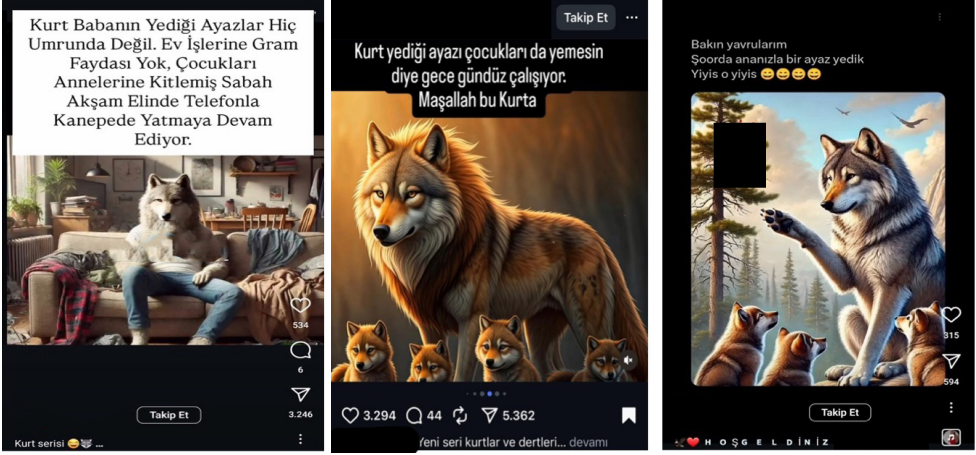 Kurt Babanın Yediği Ayazlar Hiç
Umrunda Değil. Ev İşlerine Gram
Faydası Yok, Çocukları
Annelerine Kitlemiş Sabah
Akşam Elinde Telefonla
Kanepede Yatmaya Devam
Ediyor.
534
6
3.246
Takip Et
Kurt serisi 😅🐺 ...
Takip Et
Kurt yediği ayazı çocukları da yemesin
diye gece gündüz çalışıyor.
Maşallah bu Kurta
3.294 44 5.362
Yeni seri kurtlar ve dertleri... devamı
Bakın yavrularım
Şoorda ananızla bir ayaz yedik
Yiyis o yiyis 😄😄😄😄
315
594
Takip Et
🦅❤️ H O Ş G E L D İ N İ Z